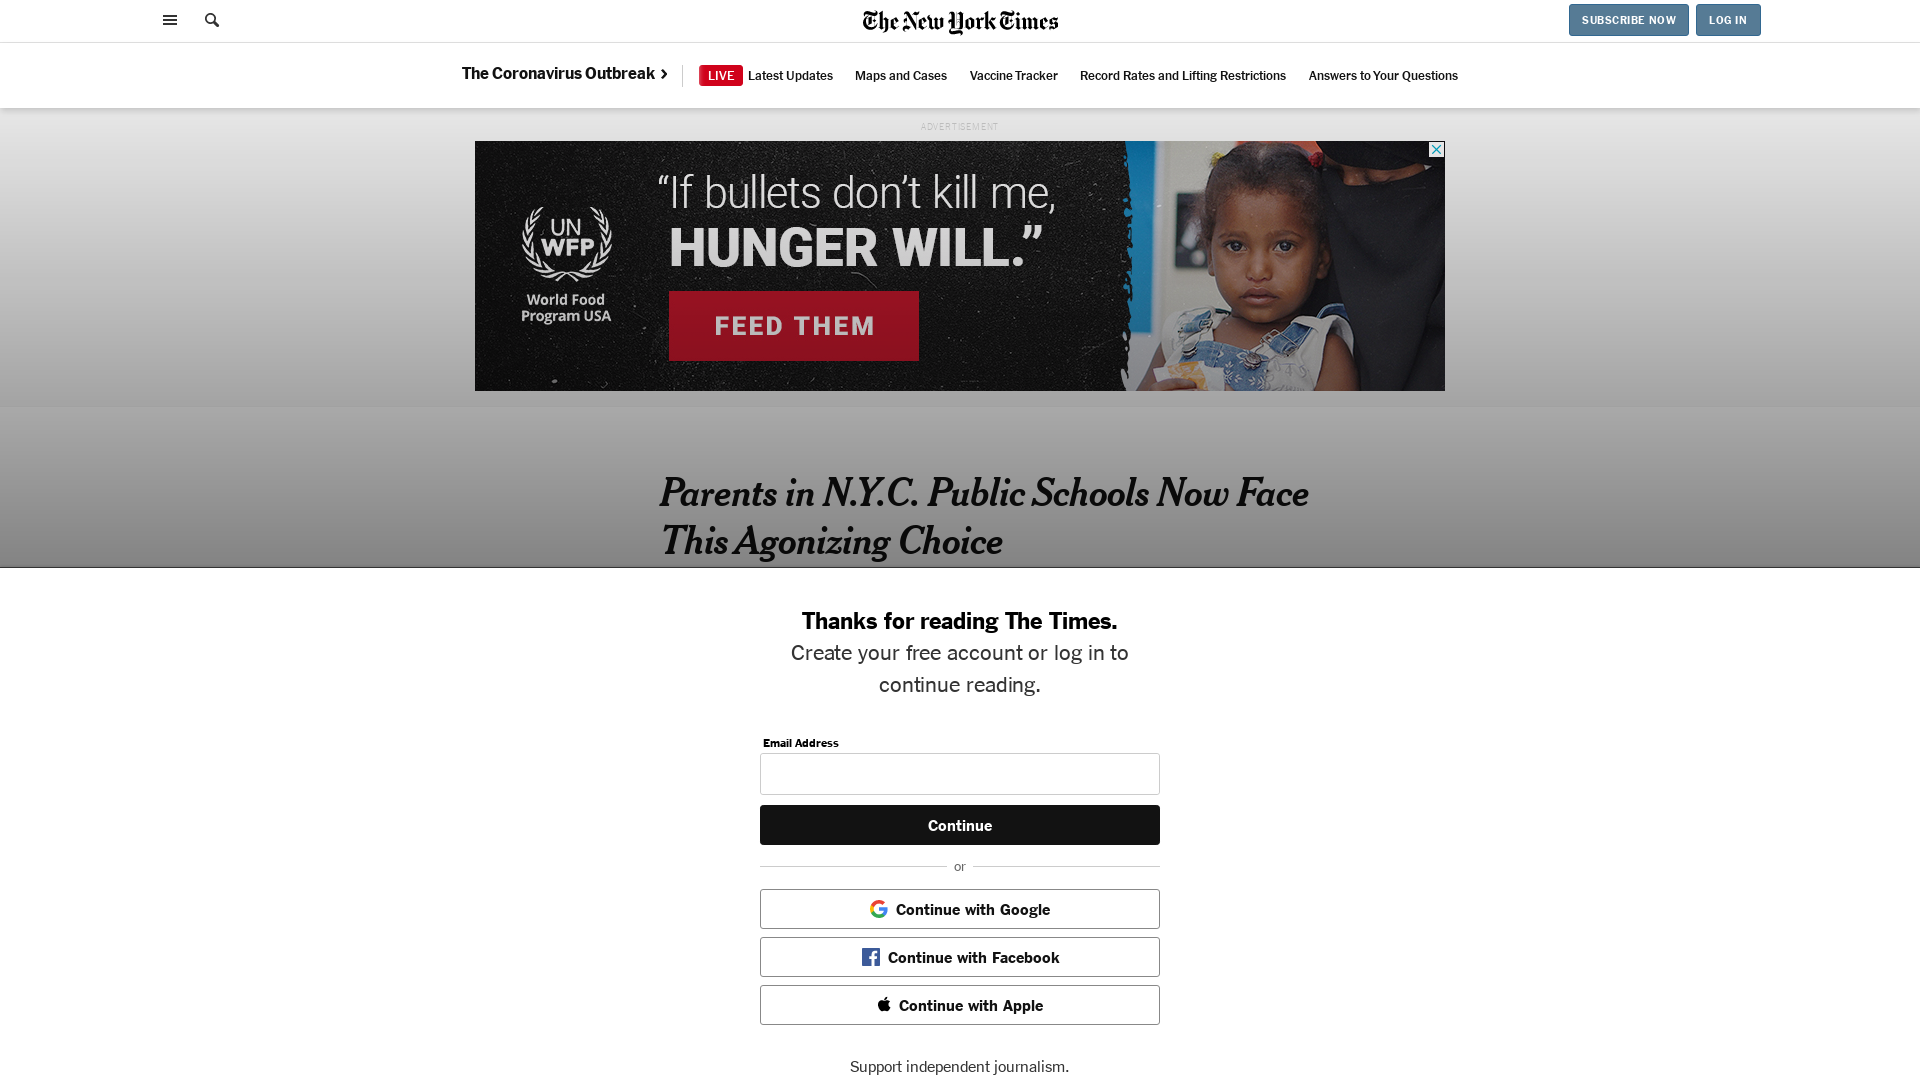 The New York Times
SUBSCRIBE NOW
LOG IN
The Coronavirus Outbreak
LIVE Latest Updates
Maps and Cases
Vaccine Tracker
Record Rates and Lifting Restrictions
Answers to Your Questions
ADVERTISEMENT
UN
WFP
World Food
Program USA
“If bullets don’t kill me,
HUNGER WILL.”
FEED THEM
Parents in N.Y.C. Public Schools Now Face
This Agonizing Choice
Thanks for reading The Times.
Create your free account or log in to
continue reading.
Email Address
Continue
or
Continue with Google
Continue with Facebook
Continue with Apple
Support independent journalism.